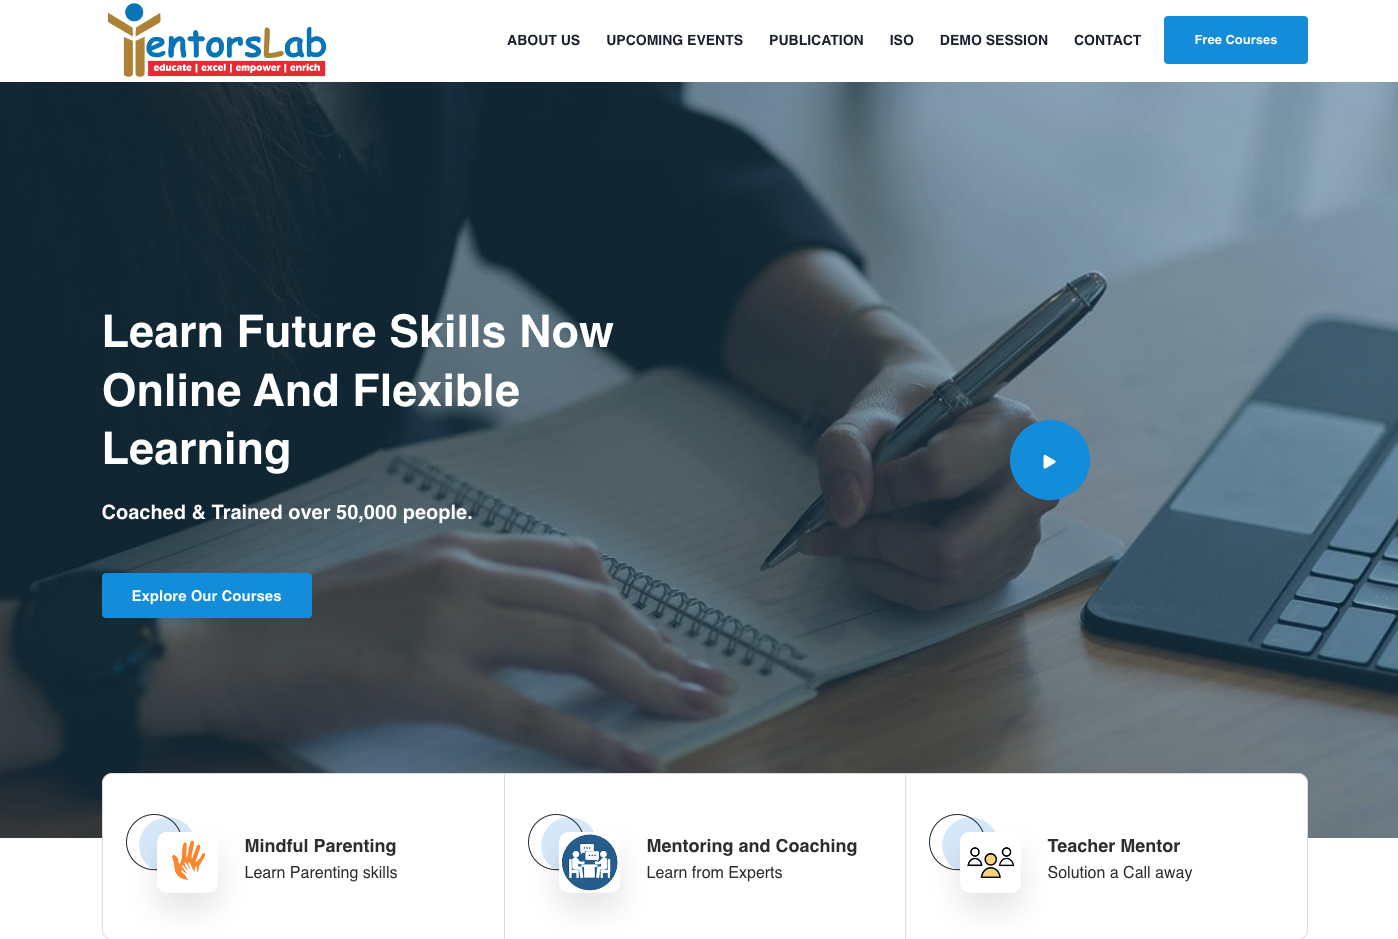 entorsLab
educate | excel | empower | enrich
ABOUT US UPCOMING EVENTS PUBLICATION ISO DEMO SESSION CONTACT Free Courses
Learn Future Skills Now
Online And Flexible
Learning
Coached & Trained over 50,000 people.
Explore Our Courses
Mindful Parenting
Learn Parenting skills
Mentoring and Coaching
Learn from Experts
Teacher Mentor
Solution a Call away